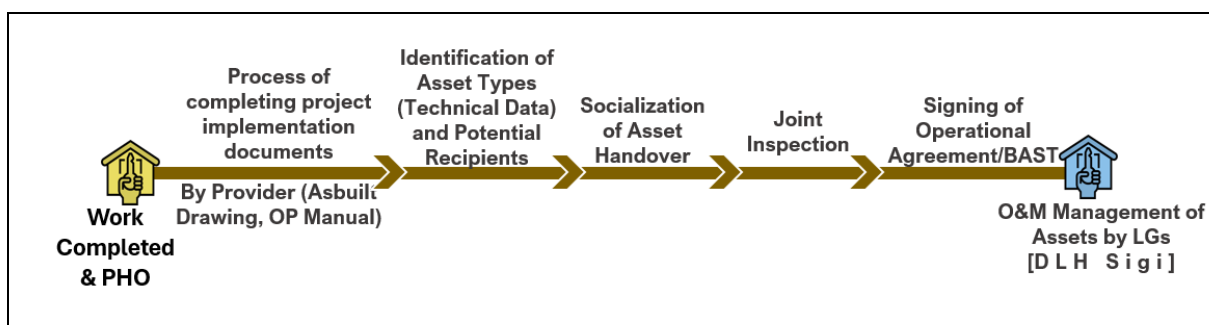 Process of
completing project
implementation
documents
By Provider (Asbuilt
Drawing, OP Manual)
Identification of
Asset Types
(Technical Data)
and Potential
Recipients
Socialization
of Asset
Handover
Joint
Inspection
Signing of
Operational
Agreement/BAST
Work
Completed
& PHO
O&M Management of
Assets by LGs
[D L H S i g i ]